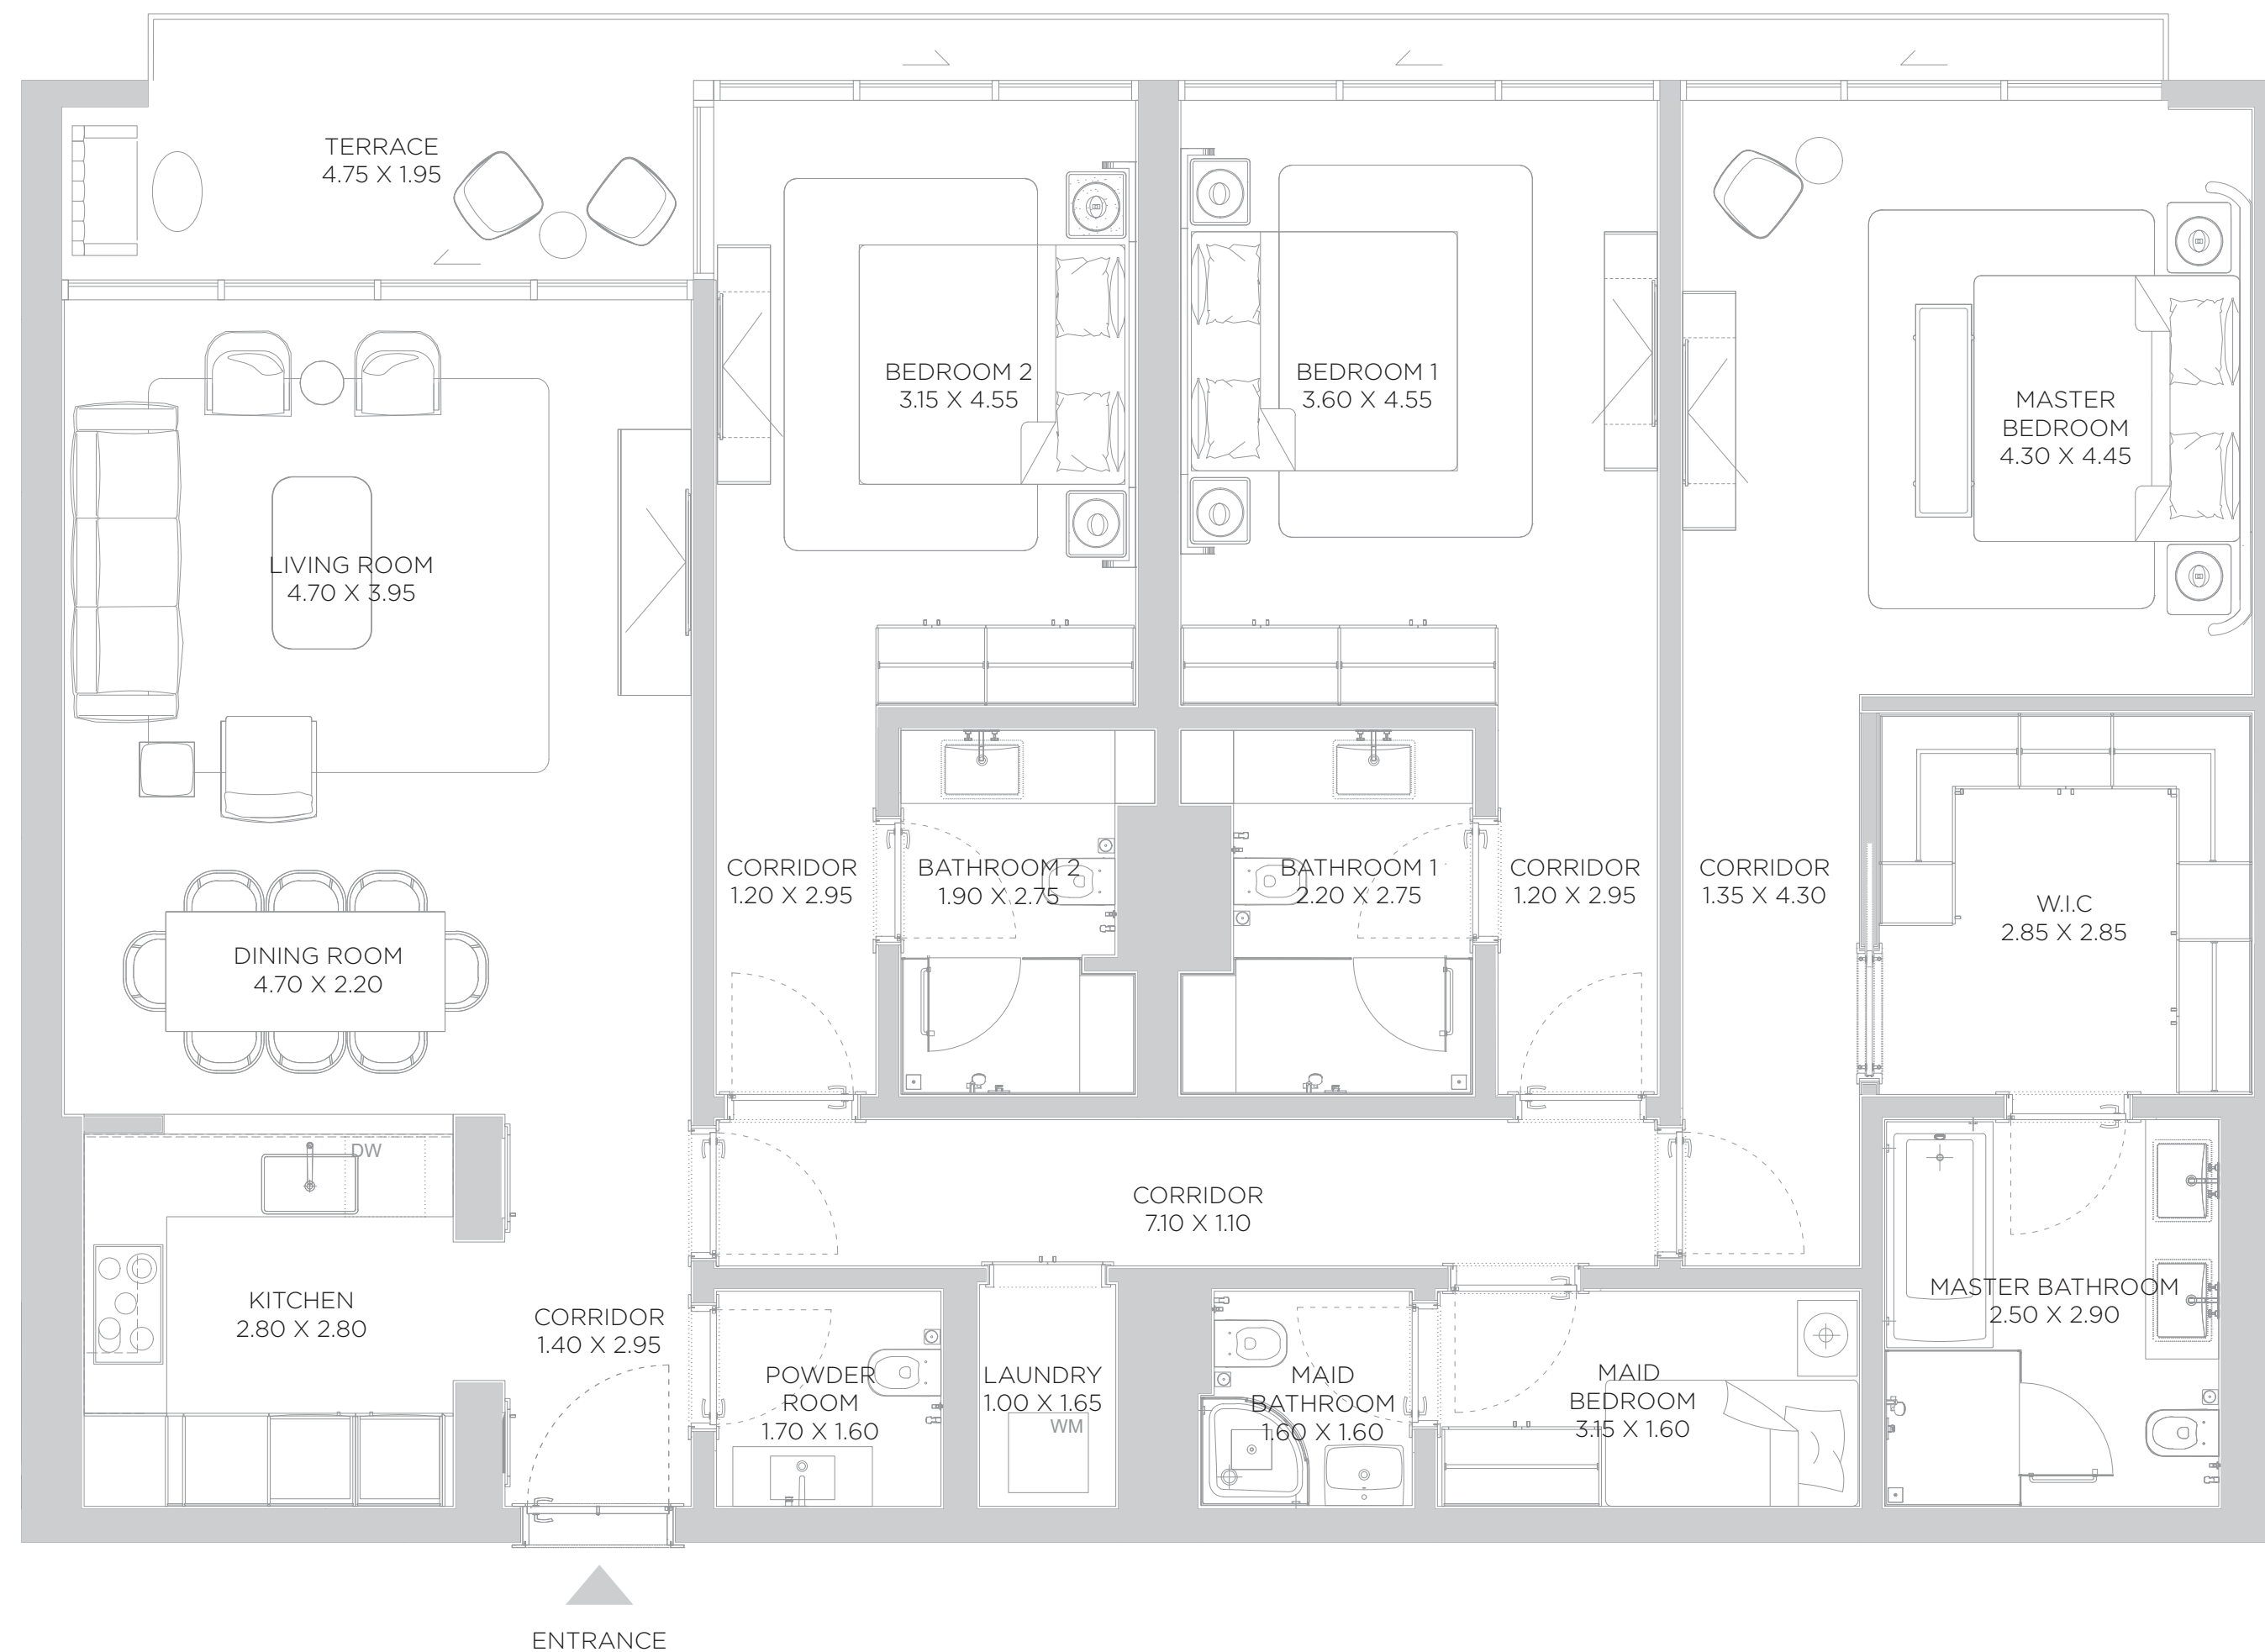 TERRACE
4.75 X 1.95
BEDROOM 2
3.15 X 4.55
BEDROOM 1
3.60 X 4.55
MASTER
BEDROOM
4.30 X 4.45
LIVING ROOM
4.70 X 3.95
CORRIDOR
1.20 X 2.95
BATHROOM 2
1.90 X 2.75
BATHROOM 1
2.20 X 2.75
CORRIDOR
1.20 X 2.95
CORRIDOR
1.35 X 4.30
W.I.C
2.85 X 2.85
DINING ROOM
4.70 X 2.20
DW
CORRIDOR
7.10 X 1.10
KITCHEN
2.80 X 2.80
CORRIDOR
1.40 X 2.95
MASTER BATHROOM
2.50 X 2.90
POWDER
ROOM
1.70 X 1.60
LAUNDRY
1.00 X 1.65
WM
MAID
BATHROOM
1.60 X 1.60
MAID
BEDROOM
3.15 X 1.60
ENTRANCE